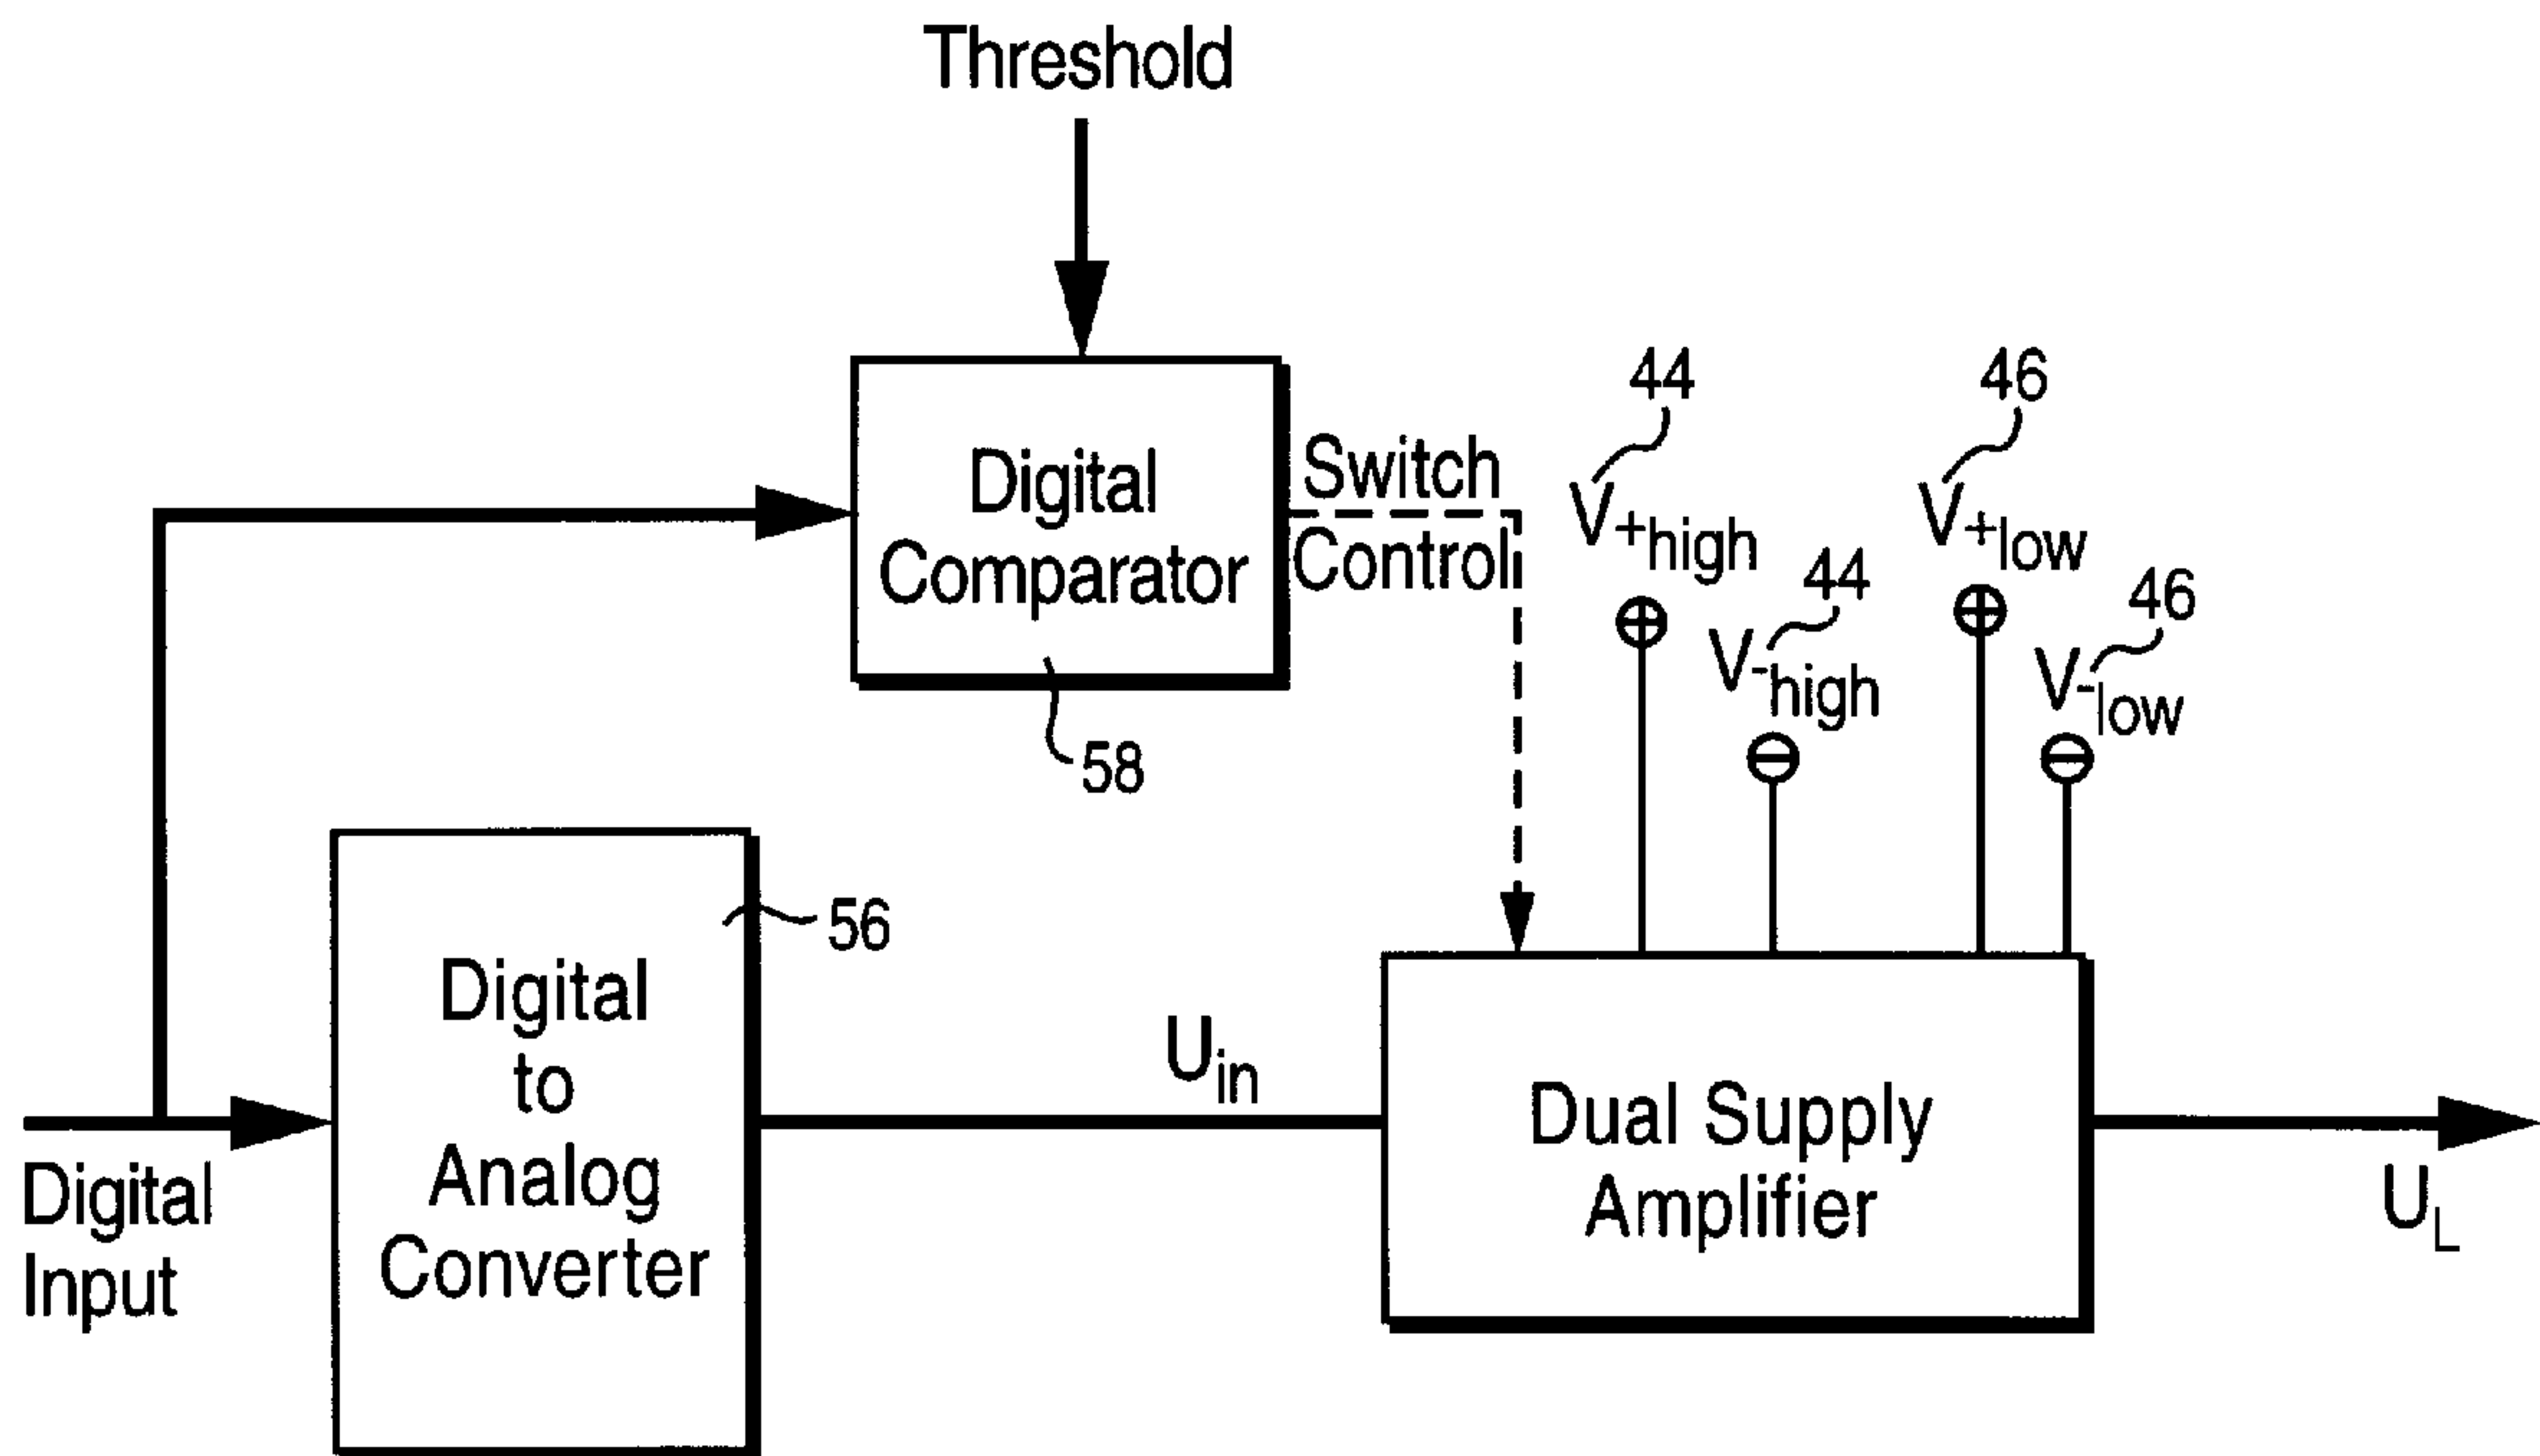 Threshold
Digital
Comparator
58
Switch
Control
44
V+high
44
V-high
46
V+low
46
V-low
Digital
to
Analog
Converter
56
Digital
Input
Uin
Dual Supply
Amplifier
UL